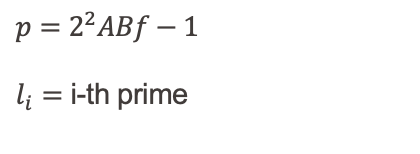 p = 2²ABf − 1
lᵢ = i-th prime